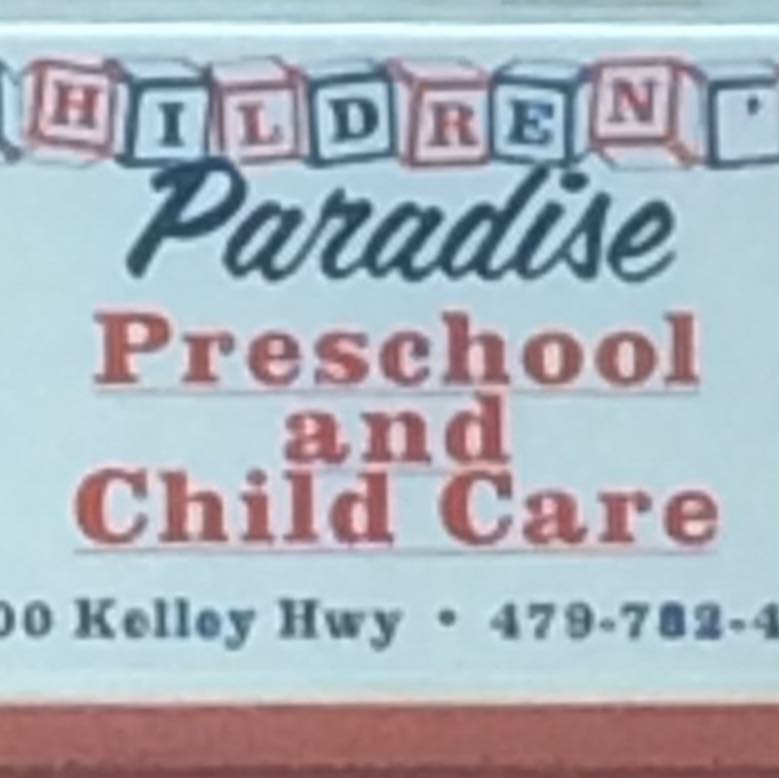 HILDREN'
Paradise
Preschool
and
Child Care
00 Kelley Hwy • 479-782-4